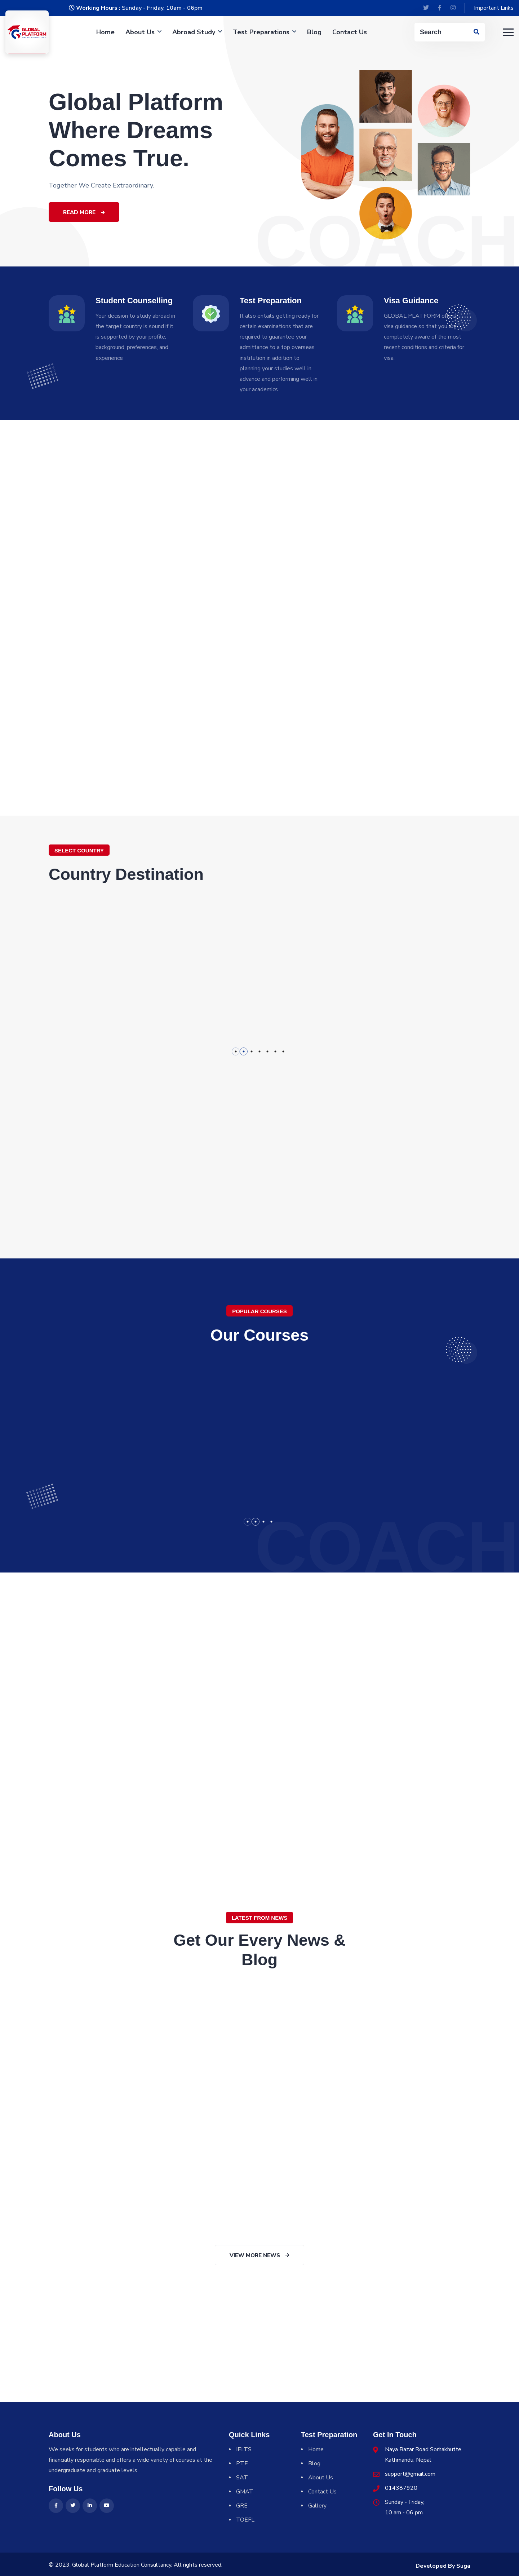 Working Hours : Sunday - Friday, 10am - 06pm
Important Links
GLOBAL PLATFORM
Home
About Us
Abroad Study
Test Preparations
Blog
Contact Us
Search
Global Platform
Where Dreams
Comes True.
Together We Create Extraordinary.
READ MORE
COACH
Student Counselling
Your decision to study abroad in
the target country is sound if it
is supported by your profile,
background, preferences, and
experience.
Test Preparation
It also entails getting ready for
certain examinations that are
required to guarantee your
admittance to a top overseas
institution in addition to
planning your studies well in
advance and performing well in
your academics.
Visa Guidance
GLOBAL PLATFORM
visa guidance so that you
completely aware of the most
recent conditions and criteria for
visa.
SELECT COUNTRY
Country Destination
POPULAR COURSES
Our Courses
COACH
LATEST FROM NEWS
Get Our Every News &
Blog
VIEW MORE NEWS
About Us
We seeks for students who are intellectually capable and
financially responsible and offers a wide variety of courses at the
undergraduate and graduate levels.
Follow Us
Quick Links
IELTS
PTE
SAT
GMAT
GRE
TOEFL
Test Preparation
Home
Blog
About Us
Contact Us
Gallery
Get In Touch
Naya Bazar Road Sorhakhutte,
Kathmandu, Nepal
support@gmail.com
014387920
Sunday - Friday,
10 am - 06 pm
© 2023. Global Platform Education Consultancy. All rights reserved.
Developed By Suga